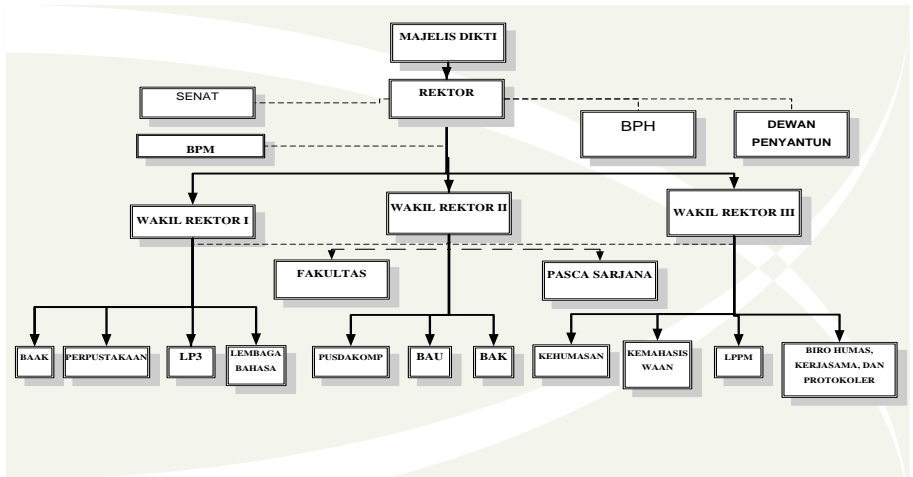 MAJELIS DIKTI
REKTOR
SENAT
BPH
DEWAN
PENYANTUN
BPM
WAKIL REKTOR I
WAKIL REKTOR II
WAKIL REKTOR III
FAKULTAS
PASCA SARJANA
BAAK
PERPUSTAKAAN
LP3
LEMBAGA
BAHASA
PUSDAKOMP
BAU
BAK
KEHUMASAN
KEMAHASIS
WAAN
LPPM
BIRO HUMAS,
KERJASAMA, DAN
PROTOKOLER